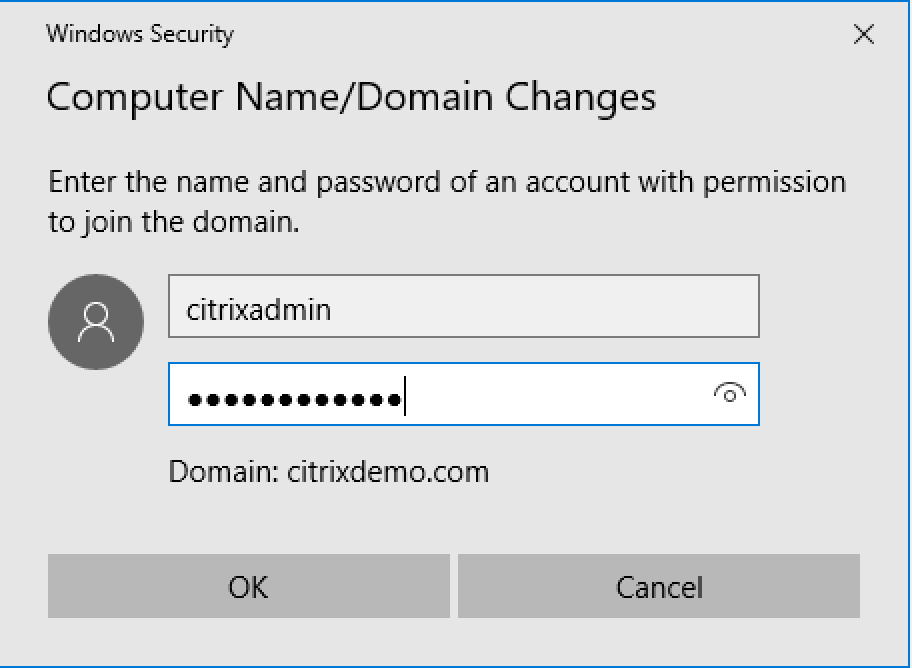 Windows Security
Computer Name/Domain Changes
Enter the name and password of an account with permission
to join the domain.
citrixadmin
●●●●●●●●●●●●
Domain: citrixdemo.com
OK
Cancel